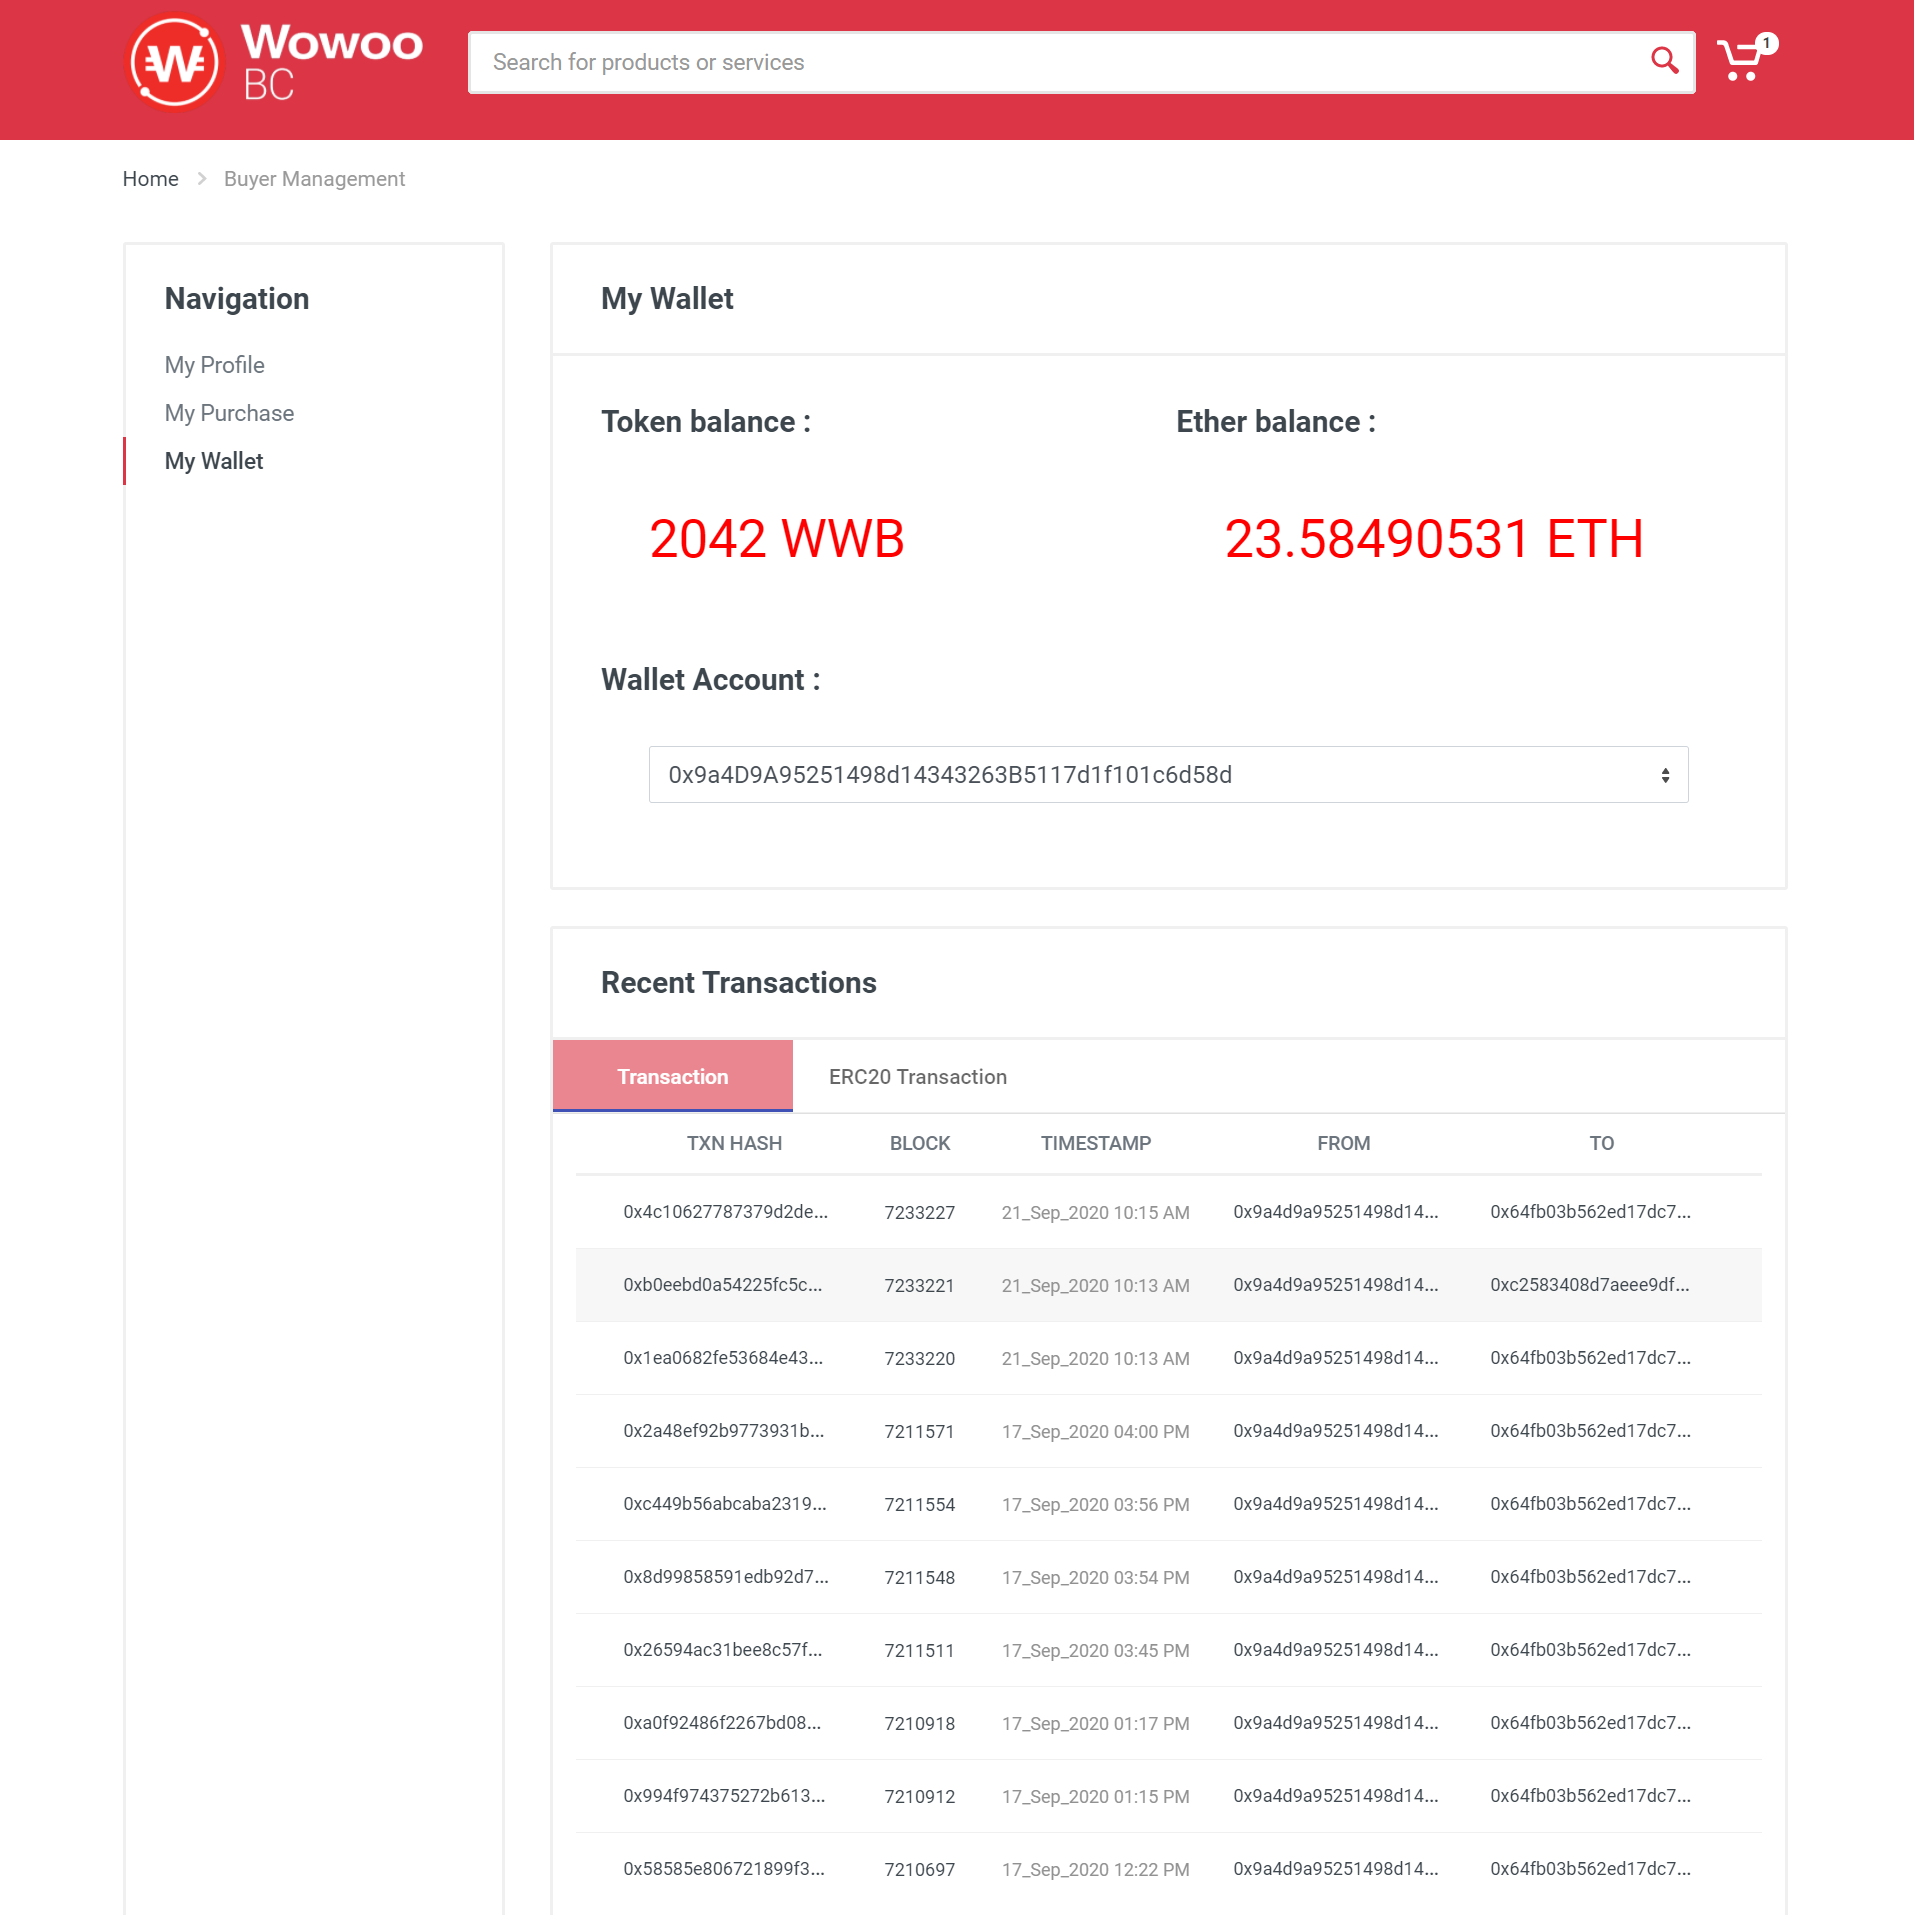 Wowoo
BC
Search for products or services
1
Home > Buyer Management
Navigation
My Profile
My Purchase
My Wallet
My Wallet
Token balance :
Ether balance :
2042 WWB
23.58490531 ETH
Wallet Account :
0x9a4D9A95251498d14343263B5117d1f101c6d58d
Recent Transactions
Transaction ERC20 Transaction
TXN HASH BLOCK TIMESTAMP FROM TO
0x4c10627787379d2de... 7233227 21_Sep_2020 10:15 AM 0x9a4d9a95251498d14... 0x64fb03b562ed17dc7...
0xb0eebd0a54225fc5c... 7233221 21_Sep_2020 10:13 AM 0x9a4d9a95251498d14... 0xc2583408d7aeee9df...
0x1ea0682fe53684e43... 7233220 21_Sep_2020 10:13 AM 0x9a4d9a95251498d14... 0x64fb03b562ed17dc7...
0x2a48ef92b9773931b... 7211571 17_Sep_2020 04:00 PM 0x9a4d9a95251498d14... 0x64fb03b562ed17dc7...
0xc449b56abcaba2319... 7211554 17_Sep_2020 03:56 PM 0x9a4d9a95251498d14... 0x64fb03b562ed17dc7...
0x8d99858591edb92d7... 7211548 17_Sep_2020 03:54 PM 0x9a4d9a95251498d14... 0x64fb03b562ed17dc7...
0x26594ac31bee8c57f... 7211511 17_Sep_2020 03:45 PM 0x9a4d9a95251498d14... 0x64fb03b562ed17dc7...
0xa0f92486f2267bd08... 7210918 17_Sep_2020 01:17 PM 0x9a4d9a95251498d14... 0x64fb03b562ed17dc7...
0x994f974375272b613... 7210912 17_Sep_2020 01:15 PM 0x9a4d9a95251498d14... 0x64fb03b562ed17dc7...
0x58585e806721899f3... 7210697 17_Sep_2020 12:22 PM 0x9a4d9a95251498d14... 0x64fb03b562ed17dc7...